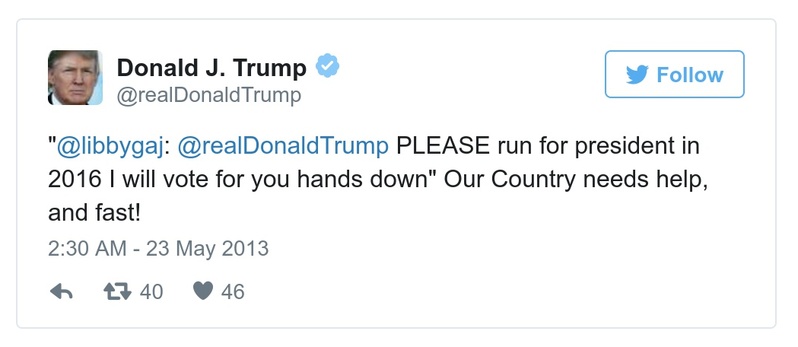 Donald J. Trump
@realDonaldTrump
Follow
"@libbygaj: @realDonaldTrump PLEASE run for president in
2016 I will vote for you hands down" Our Country needs help,
and fast!
2:30 AM - 23 May 2013
40 46